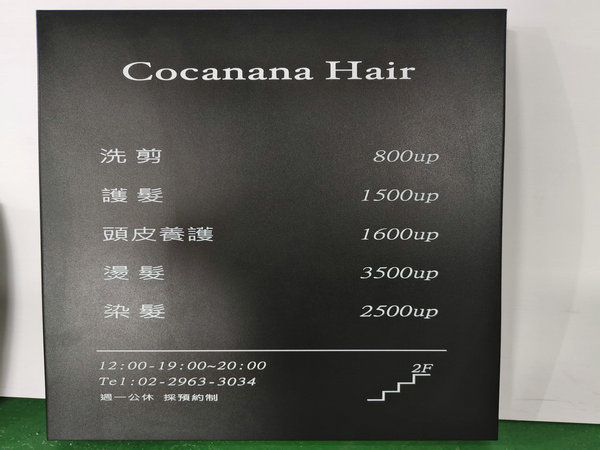 Cocanana Hair
洗剪 800up
護髮 1500up
頭皮養護 1600up
燙髮 3500up
染髮 2500up
12:00-19:00~20:00
Tel:02-2963-3034
週一公休 採預約制
2F